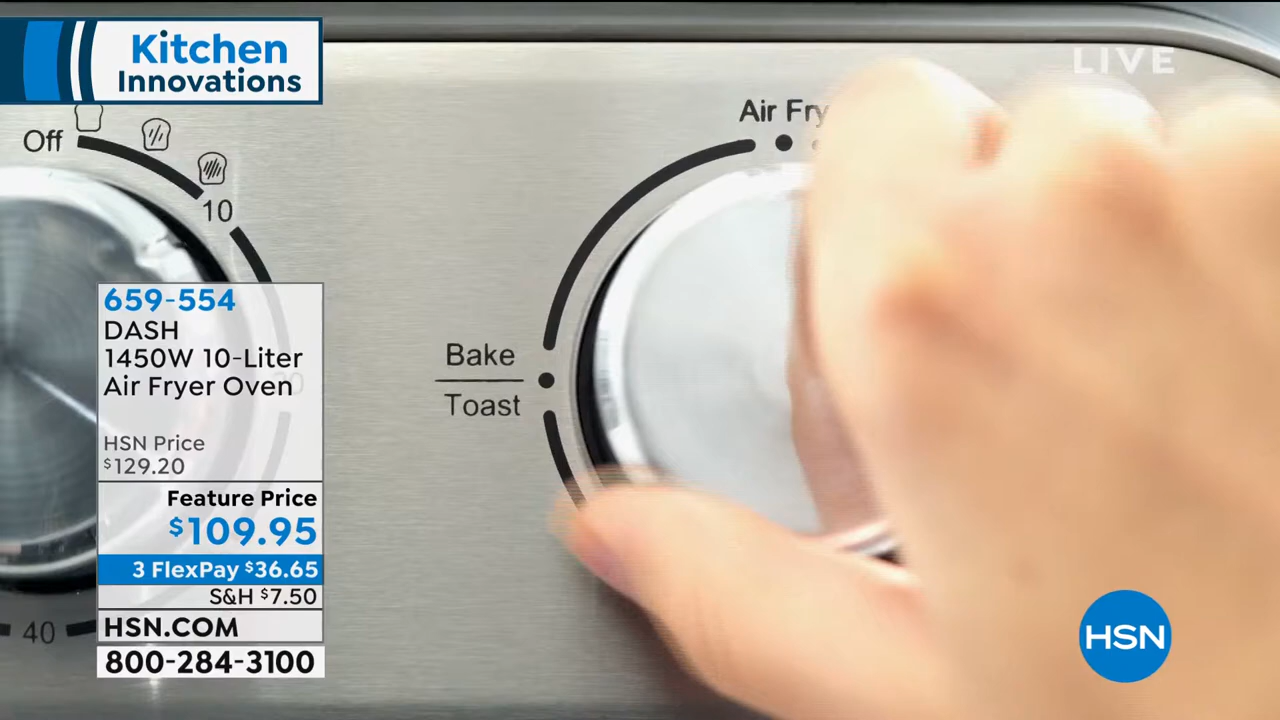 Kitchen
Innovations
LIVE
Air Fry
Off
10
Bake
Toast
659-554
DASH
1450W 10-Liter
Air Fryer Oven
HSN Price
$129.20
Feature Price
$109.95
3 FlexPay $36.65
S&H $7.50
HSN.COM
800-284-3100
40
HSN